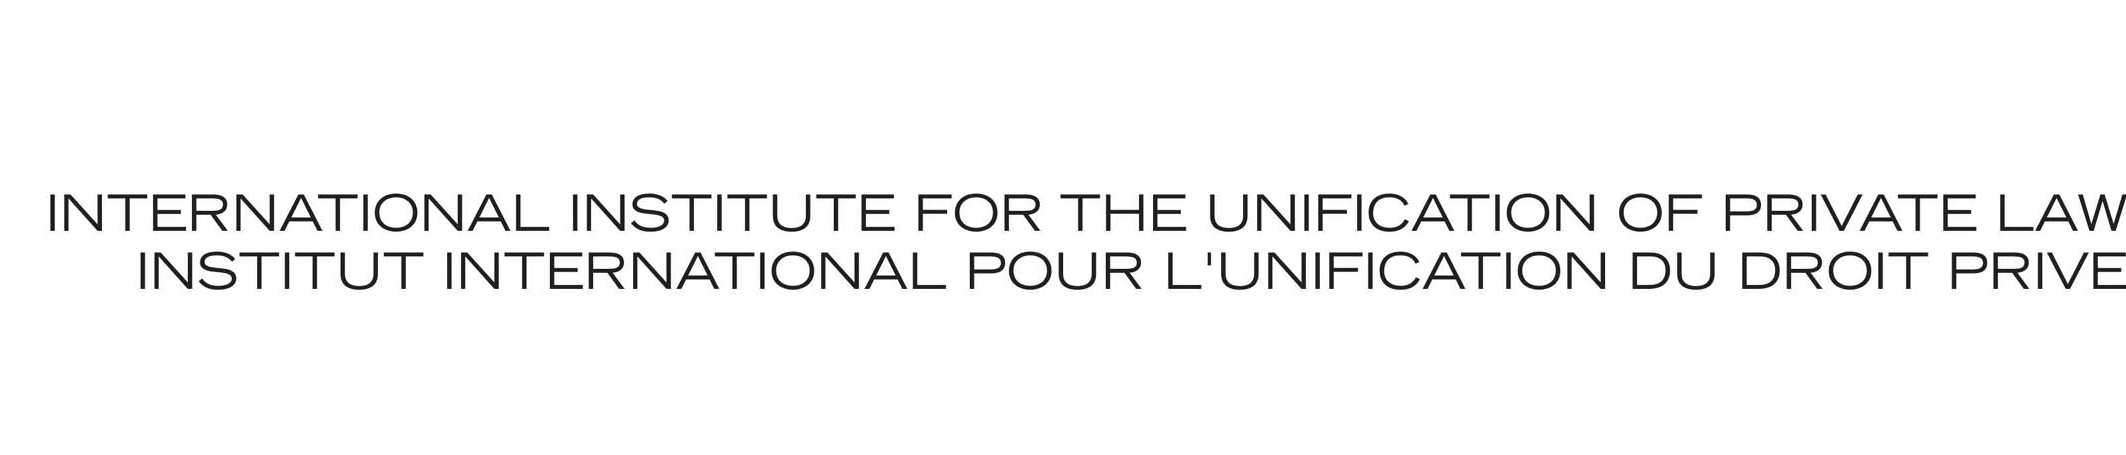 INTERNATIONAL INSTITUTE FOR THE UNIFICATION OF PRIVATE LAW
INSTITUT INTERNATIONAL POUR L'UNIFICATION DU DROIT PRIVE